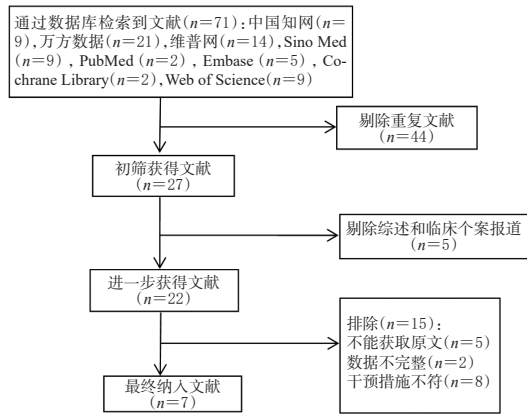 通过数据库检索到文献(n=71):中国知网(n=
9),万方数据(n=21),维普网(n=14),Sino Med
(n=9) , PubMed (n=2) , Embase (n=5) , Co-
chrane Library(n=2),Web of Science(n=9)
剔除重复文献
(n=44)
初筛获得文献
(n=27)
剔除综述和临床个案报道
(n=5)
进一步获得文献
(n=22)
排除(n=15):
不能获取原文(n=5)
数据不完整(n=2)
干预措施不符(n=8)
最终纳入文献
(n=7)